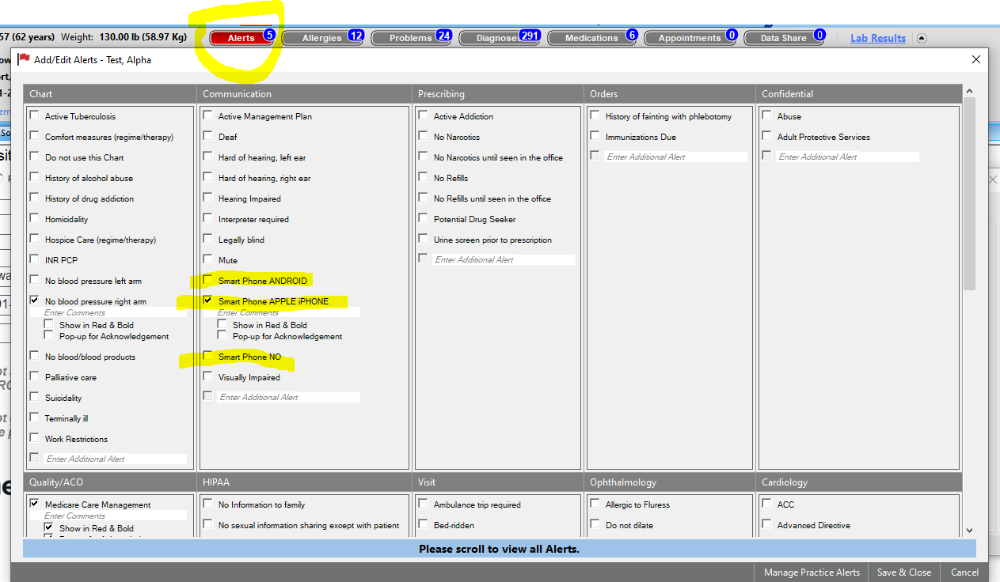 57 (62 years) Weight: 130.00 lb (58.97 Kg) Alerts 5 Allergies 12 Problems 24 Diagnoses 291 Medications 6 Appointments 0 Data Share 0 Lab Results
Add/Edit Alerts - Test, Alpha
Chart Communication Prescribing Orders Confidential
Active Tuberculosis Active Management Plan Active Addiction History of fainting with phlebotomy Abuse
Comfort measures (regime/therapy) Deaf No Narcotics Immunizations Due Adult Protective Services
Do not use this Chart Hard of hearing, left ear No Narcotics until seen in the office Enter Additional Alert Enter Additional Alert
History of alcohol abuse Hard of hearing, right ear No Refills
History of drug addiction Hearing Impaired No Refills until seen in the office
Homicidality Interpreter required Potential Drug Seeker
Hospice Care (regime/therapy) Legally blind Urine screen prior to prescription
INR PCP Mute Enter Additional Alert
No blood pressure left arm Smart Phone ANDROID
No blood pressure right arm Smart Phone APPLE iPHONE
Enter Comments Enter Comments
Show in Red & Bold Show in Red & Bold
Pop-up for Acknowledgement Pop-up for Acknowledgement
No blood/blood products Smart Phone NO
Palliative care Visually Impaired
Suicidality Enter Additional Alert
Terminally ill
Work Restrictions
Enter Additional Alert
Quality/ACO HIPAA Visit Ophthalmology Cardiology
Medicare Care Management No Information to family Ambulance trip required Allergic to Fluress ACC
Enter Comments
Show in Red & Bold No sexual information sharing except with patient Bed-ridden Do not dilate Advanced Directive
Please scroll to view all Alerts.
Manage Practice Alerts Save & Close Cancel